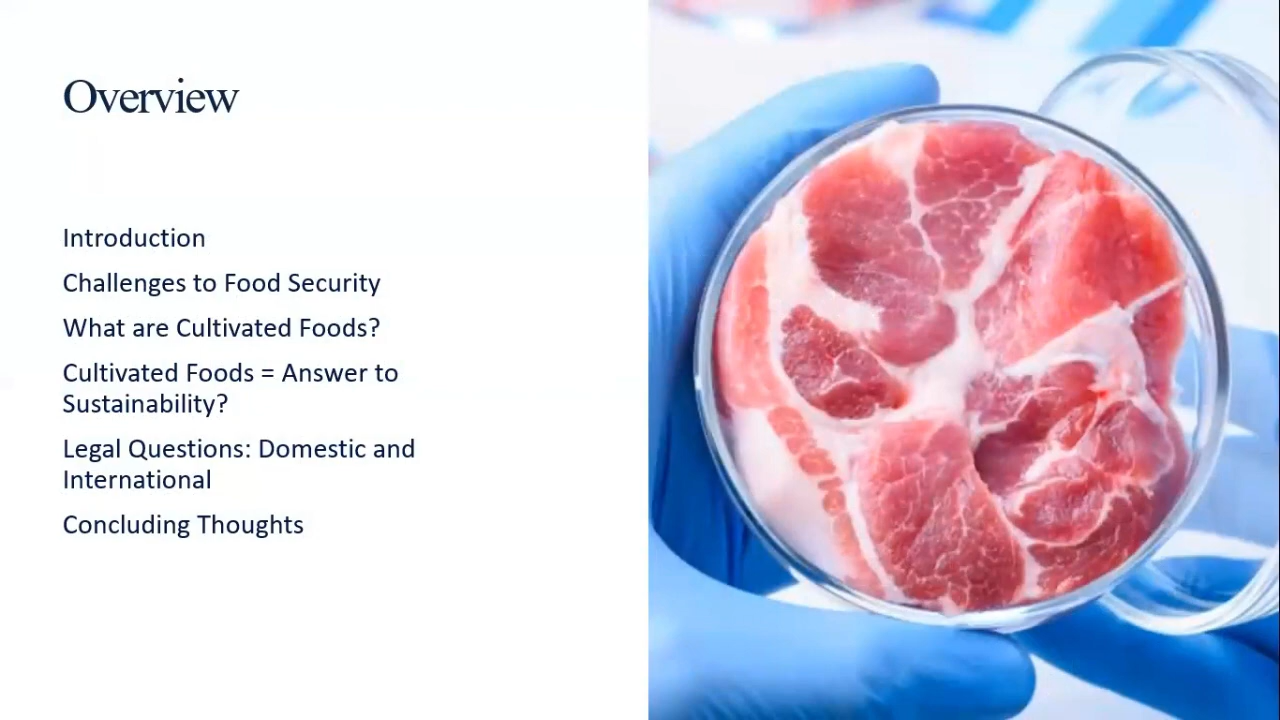 Overview
Introduction
Challenges to Food Security
What are Cultivated Foods?
Cultivated Foods = Answer to
Sustainability?
Legal Questions: Domestic and
International
Concluding Thoughts